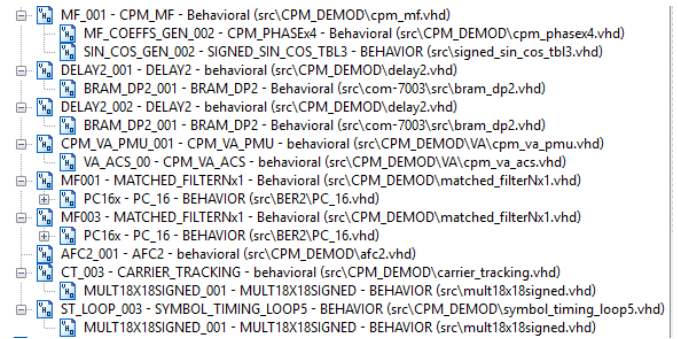 MF_001 - CPM_MF - Behavioral (src\CPM_DEMOD\cpm_mf.vhd)
MF_COEFFS_GEN_002 - CPM_PHASEx4 - Behavioral (src\CPM_DEMOD\cpm_phasex4.vhd)
SIN_COS_GEN_002 - SIGNED_SIN_COS_TBL3 - BEHAVIOR (src\signed_sin_cos_tbl3.vhd)
DELAY2_001 - DELAY2 - behavioral (src\CPM_DEMOD\delay2.vhd)
BRAM_DP2_001 - BRAM_DP2 - Behavioral (src\com-7003\src\bram_dp2.vhd)
DELAY2_002 - DELAY2 - behavioral (src\CPM_DEMOD\delay2.vhd)
BRAM_DP2_001 - BRAM_DP2 - Behavioral (src\com-7003\src\bram_dp2.vhd)
CPM_VA_PMU_001 - CPM_VA_PMU - behavioral (src\CPM_DEMOD\VA\cpm_va_pmu.vhd)
VA_ACS_00 - CPM_VA_ACS - behavioral (src\CPM_DEMOD\VA\cpm_va_acs.vhd)
MF001 - MATCHED_FILTERNx1 - Behavioral (src\CPM_DEMOD\matched_filterNx1.vhd)
PC16x - PC_16 - BEHAVIOR (src\BER2\PC_16.vhd)
MF003 - MATCHED_FILTERNx1 - Behavioral (src\CPM_DEMOD\matched_filterNx1.vhd)
PC16x - PC_16 - BEHAVIOR (src\BER2\PC_16.vhd)
AFC2_001 - AFC2 - behavioral (src\CPM_DEMOD\afc2.vhd)
CT_003 - CARRIER_TRACKING - behavioral (src\CPM_DEMOD\carrier_tracking.vhd)
MULT18X18SIGNED_001 - MULT18X18SIGNED - BEHAVIOR (src\mult18x18signed.vhd)
ST_LOOP_003 - SYMBOL_TIMING_LOOP5 - BEHAVIOR (src\CPM_DEMOD\symbol_timing_loop5.vhd)
MULT18X18SIGNED_001 - MULT18X18SIGNED - BEHAVIOR (src\mult18x18signed.vhd)